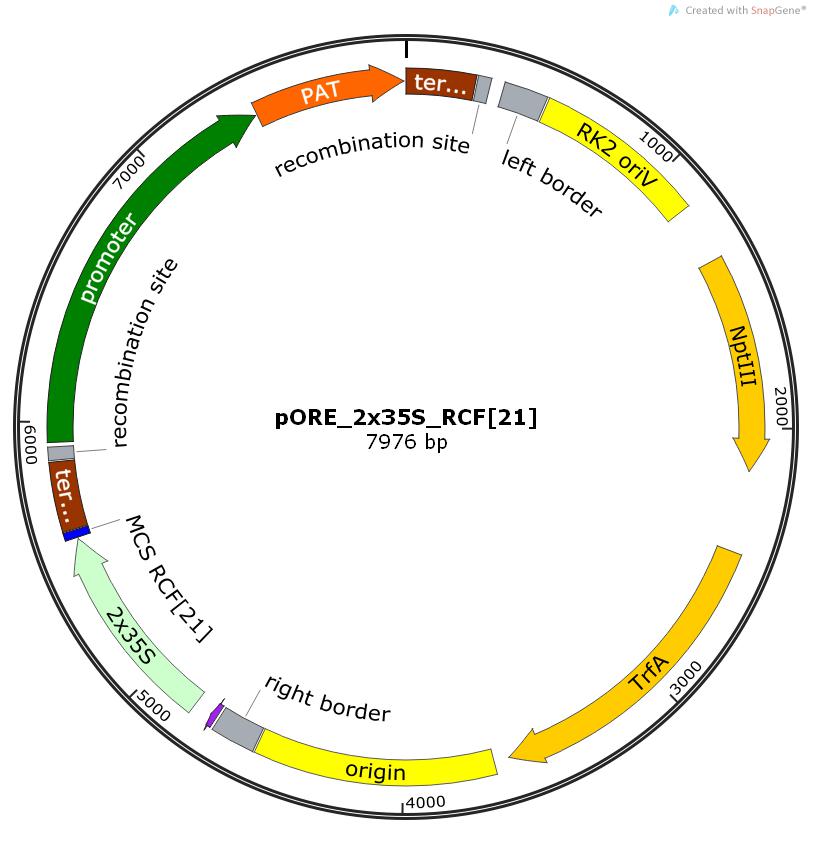 Created with SnapGene®
PAT
ter...
recombination site
left border
RK2 oriV
1000
7000
promoter
recombination site
NptIII
2000
pORE_2x35S_RCF[21]
7976 bp
6000
ter...
MCS RCF[21]
2x35S
5000
right border
TrfA
3000
origin
4000